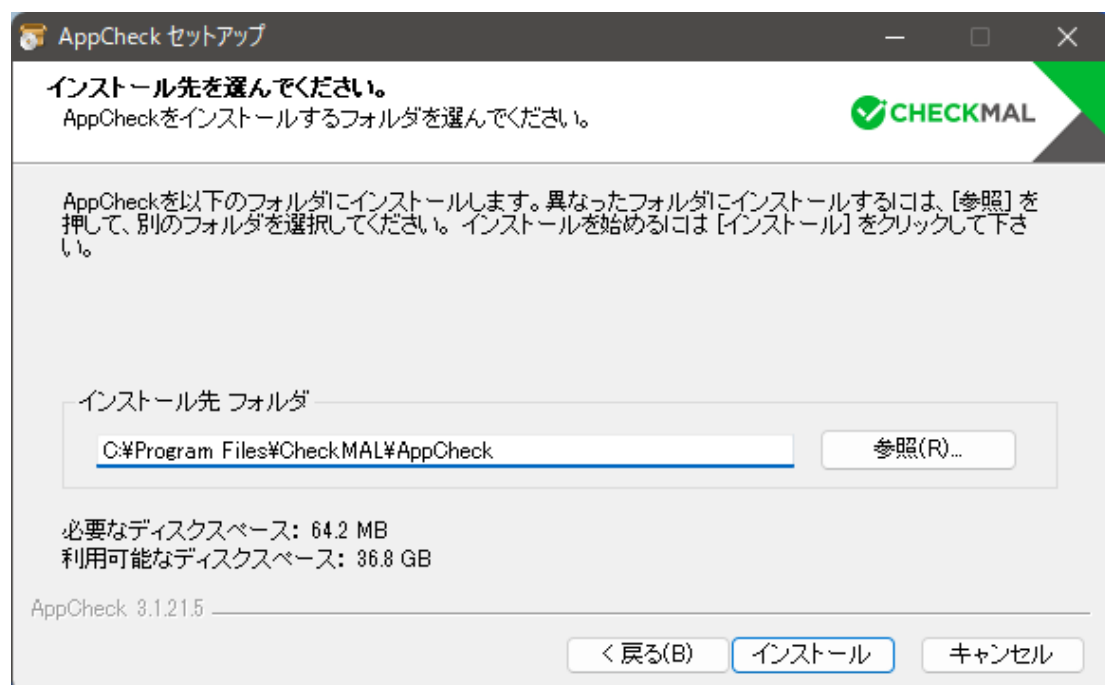 AppCheck セットアップ
インストール先を選んでください。
AppCheckをインストールするフォルダを選んでください。
CHECKMAL
AppCheckを以下のフォルダにインストールします。異なったフォルダにインストールするには、[参照] を
押して、別のフォルダを選択してください。インストールを始めるには [インストール] をクリックして下さ
い。
インストール先 フォルダ
C:¥Program Files¥CheckMAL¥AppCheck
参照(R)...
必要なディスクスペース: 64.2 MB
利用可能なディスクスペース: 36.8 GB
AppCheck 3.1.21.5
< 戻る(B)
インストール
キャンセル